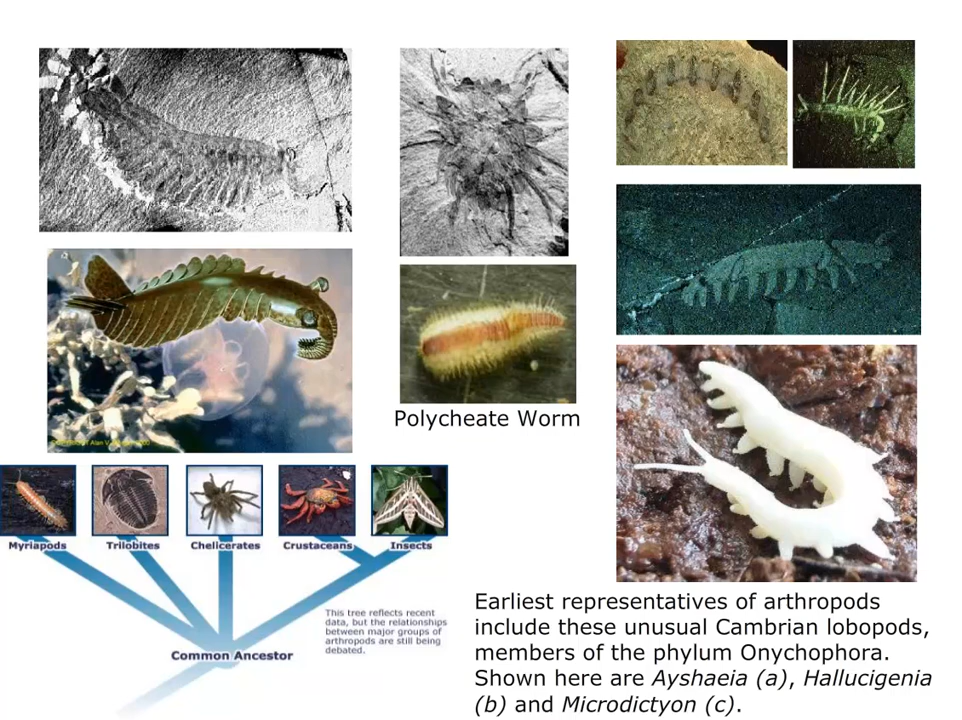 Polycheate Worm
Myriapods
Trilobites
Chelicerates
Crustaceans
Insects
This tree reflects recent
data, but the relationships
between major groups of
arthropods are still being
debated.
Common Ancestor
Earliest representatives of arthropods
include these unusual Cambrian lobopods,
members of the phylum Onychophora.
Shown here are Ayshaeia (a), Hallucigenia
(b) and Microdictyon (c).